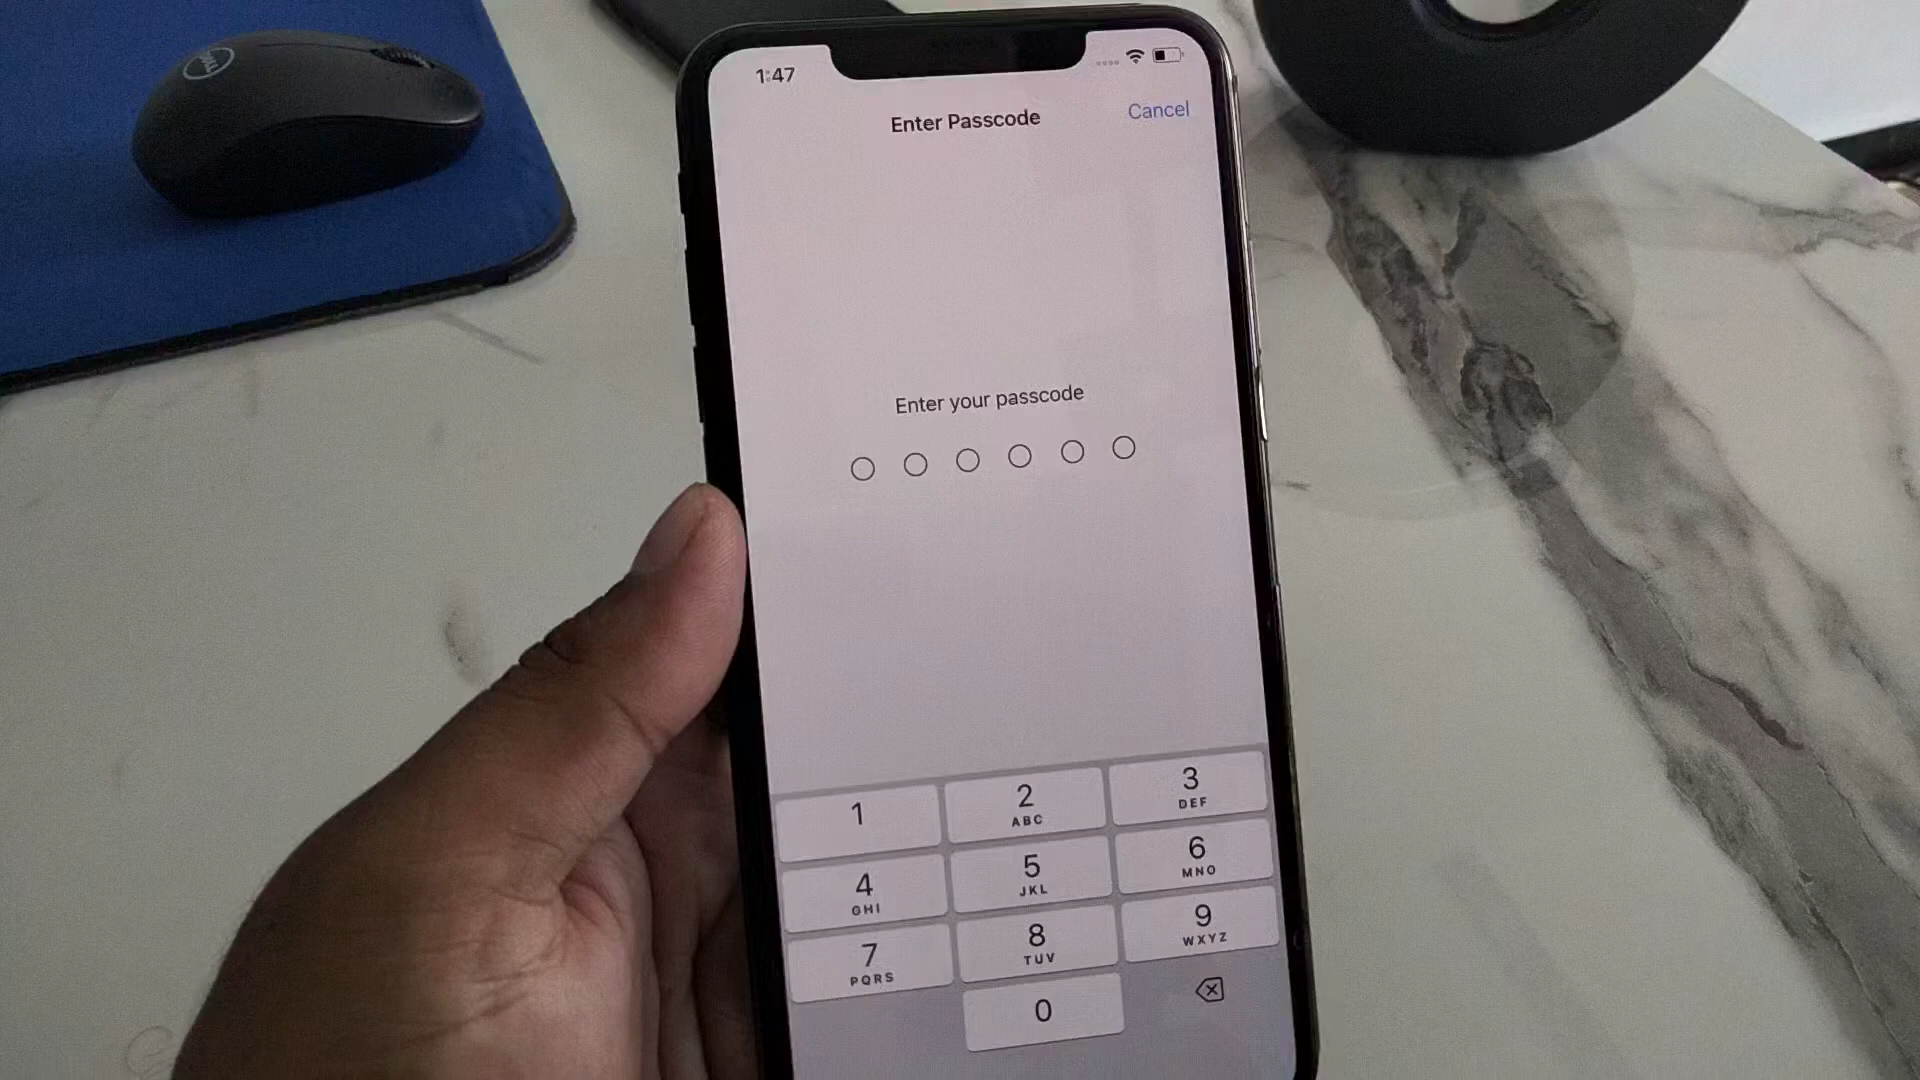 DELL
1:47
Enter Passcode
Cancel
Enter your passcode
1
2
ABC
3
DEF
4
GHI
5
JKL
6
MNO
7
PQRS
8
TUV
9
WXYZ
0